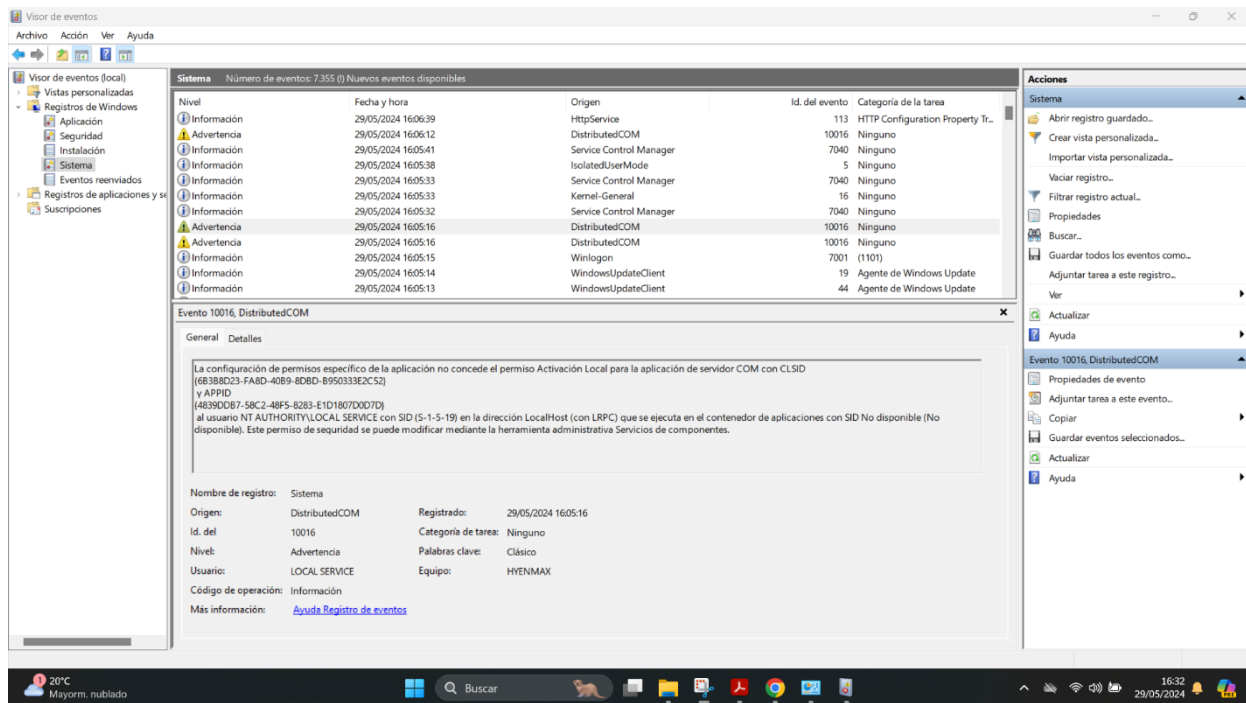 Visor de eventos
Archivo Acción Ver Ayuda
Visor de eventos (local)
Vistas personalizadas
Registros de Windows
Aplicación
Seguridad
Instalación
Sistema
Eventos reenviados
Registros de aplicaciones y se
Suscripciones
Sistema Número de eventos: 7.355 (!) Nuevos eventos disponibles
Nivel Fecha y hora Origen Id. del evento Categoría de la tarea
Información 29/05/2024 16:06:39 HttpService 113 HTTP Configuration Property Tr...
Advertencia 29/05/2024 16:06:12 DistributedCOM 10016 Ninguno
Información 29/05/2024 16:05:41 Service Control Manager 7040 Ninguno
Información 29/05/2024 16:05:38 IsolatedUserMode 5 Ninguno
Información 29/05/2024 16:05:33 Service Control Manager 7040 Ninguno
Información 29/05/2024 16:05:33 Kernel-General 16 Ninguno
Información 29/05/2024 16:05:32 Service Control Manager 7040 Ninguno
Advertencia 29/05/2024 16:05:16 DistributedCOM 10016 Ninguno
Advertencia 29/05/2024 16:05:16 DistributedCOM 10016 Ninguno
Información 29/05/2024 16:05:15 Winlogon 7001 (1101)
Información 29/05/2024 16:05:14 WindowsUpdateClient 19 Agente de Windows Update
Información 29/05/2024 16:05:13 WindowsUpdateClient 44 Agente de Windows Update
Evento 10016, DistributedCOM
General Detalles
La configuración de permisos específico de la aplicación no concede el permiso Activación Local para la aplicación de servidor COM con CLSID
{6B3B8D23-FA8D-40B9-8DBD-B950333E2C52}
y APPID
{4839DDB7-58C2-48F5-8283-E1D1807D0D7D}
al usuario NT AUTHORITY\LOCAL SERVICE con SID (S-1-5-19) en la dirección LocalHost (con LRPC) que se ejecuta en el contenedor de aplicaciones con SID No disponible (No
disponible). Este permiso de seguridad se puede modificar mediante la herramienta administrativa Servicios de componentes.
Nombre de registro: Sistema
Origen: DistributedCOM Registrado: 29/05/2024 16:05:16
Id. del 10016 Categoría de tarea: Ninguno
Nivel: Advertencia Palabras clave: Clásico
Usuario: LOCAL SERVICE Equipo: HYENMAX
Código de operación: Información
Más información: Ayuda Registro de eventos
Acciones
Sistema
Abrir registro guardado...
Crear vista personalizada...
Importar vista personalizada...
Vaciar registro...
Filtrar registro actual...
Propiedades
Buscar...
Guardar todos los eventos como...
Adjuntar tarea a este registro...
Ver
Actualizar
Ayuda
Evento 10016, DistributedCOM
Propiedades de evento
Adjuntar tarea a este evento...
Copiar
Guardar eventos seleccionados...
Actualizar
Ayuda
1
20°C
Mayorm. nublado
Buscar
16:32
29/05/2024
PRE